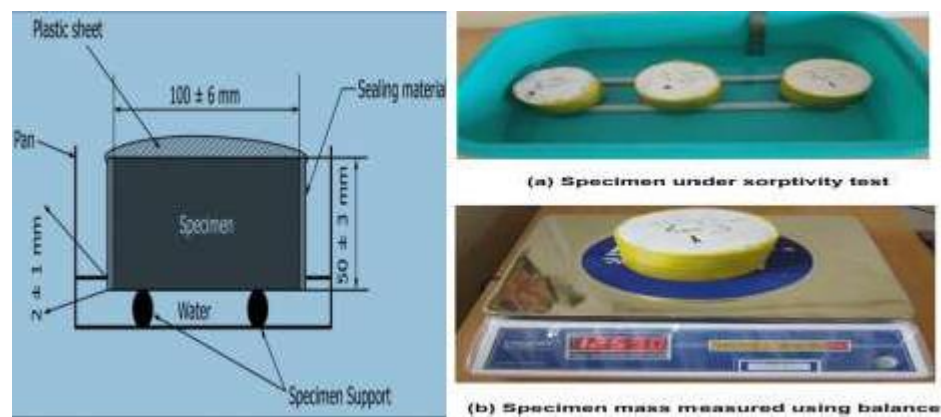 Plastic sheet
100 ± 6 mm
Sealing material
Pan
Specimen
50 ± 3 mm
2 ± 1 mm
Water
Specimen Support
(a) Specimen under sorptivity test
(b) Specimen mass measured using balance